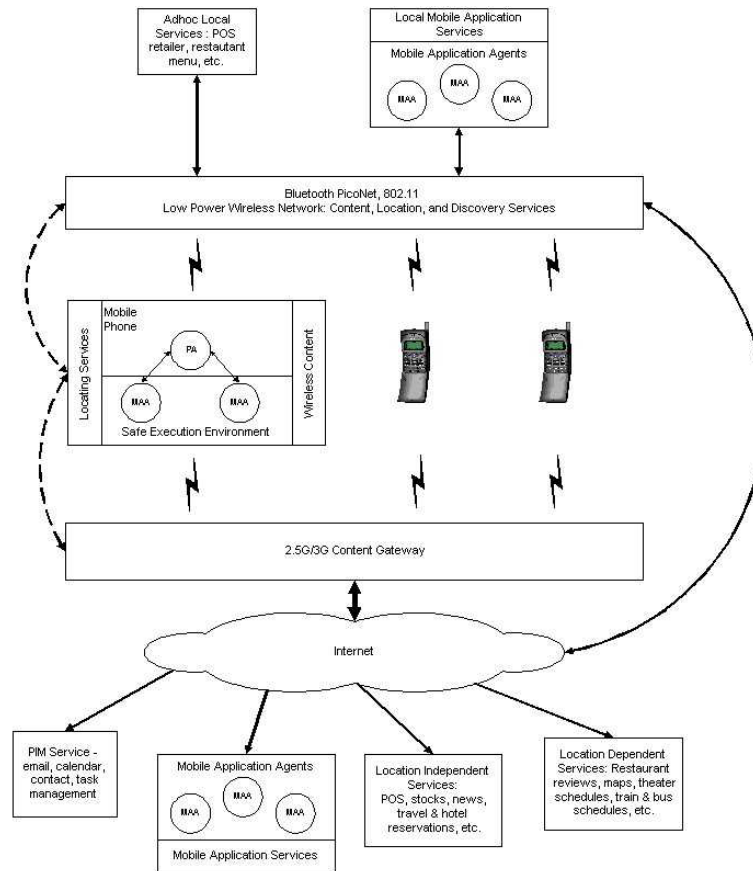 Adhoc Local
Services : POS
retailer, restautant
menu, etc.
Local Mobile Application
Services
Mobile Application Agents
MAA
MAA
MAA
Bluetooth PicoNet, 802.11
Low Power Wireless Network: Content, Location, and Discovery Services
Locating Services
Mobile
Phone
PA
MAA
MAA
Safe Execution Environment
Wireless Content
2.5G/3G Content Gateway
Internet
PIM Service -
email, calendar,
contact, task
management
Mobile Application Agents
MAA
MAA
MAA
Mobile Application Services
Location Independent
Services:
POS, stocks, news,
travel & hotel
reservations, etc.
Location Dependent
Services: Restaurant
reviews, maps, theater
schedules, train & bus
schedules, etc.